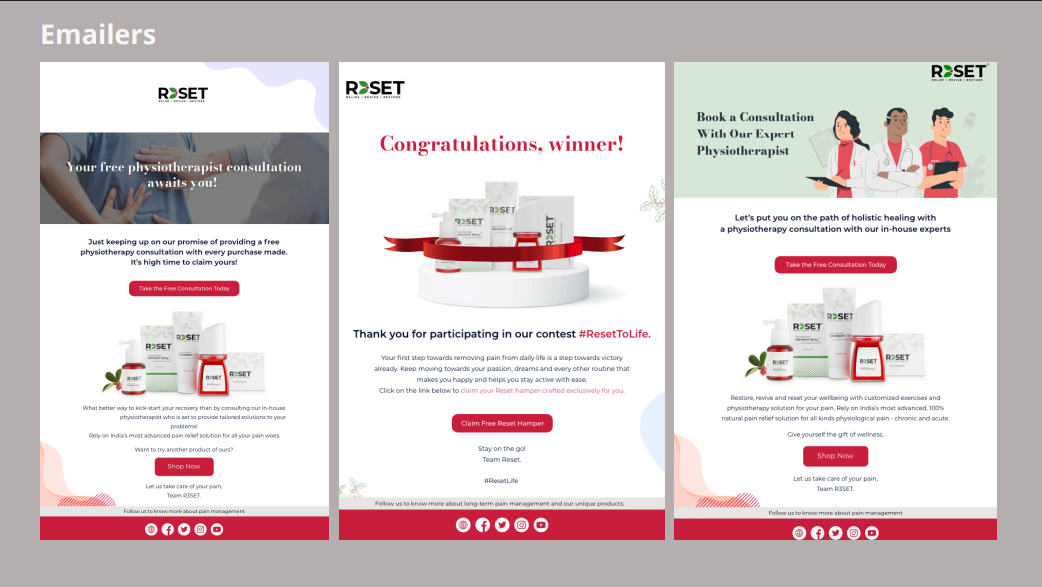 Emailers
R3SET
RELIEF • REVIVE • RESTORE
Your free physiotherapist consultation
awaits you!
Just keeping up on our promise of providing a free
physiotherapy consultation with every purchase made.
It's high time to claim yours!
Take the Free Consultation Today
R3SET
R3SET
What better way to kick-start your recovery than by consulting our in-house
physiotherapist who is set to provide tailored solutions to your
problems!
Rely on India's most advanced pain relief solution for all your pain woes.
Want to try another product of ours?
Shop Now
Let us take care of your pain,
Team R3SET.
Follow us to know more about pain management
R3SET
RELIEF • REVIVE • RESTORE
Congratulations, winner!
R3SET
R3SET
Thank you for participating in our contest #ResetToLife.
Your first step towards removing pain from daily life is a step towards victory
already. Keep moving towards your passion, dreams and every other routine that
makes you happy and helps you stay active with ease.
Click on the link below to claim your Reset hamper crafted exclusively for you.
Claim Free Reset Hamper
Stay on the go!
Team Reset.
#ResetLife
Follow us to know more about long-term pain management and our unique products.
R3SET
RELIEF • REVIVE • RESTORE
Book a Consultation
With Our Expert
Physiotherapist
Let's put you on the path of holistic healing with
a physiotherapy consultation with our in-house experts
Take the Free Consultation Today
R3SET
R3SET
Restore, revive and reset your wellbeing with customized exercises and
physiotherapy solution for your pain. Rely on India's most advanced, 100%
natural pain relief solution for all kinds physiological pain - chronic and acute.
Give yourself the gift of wellness.
Shop Now
Let us take care of your pain,
Team R3SET.
Follow us to know more about pain management